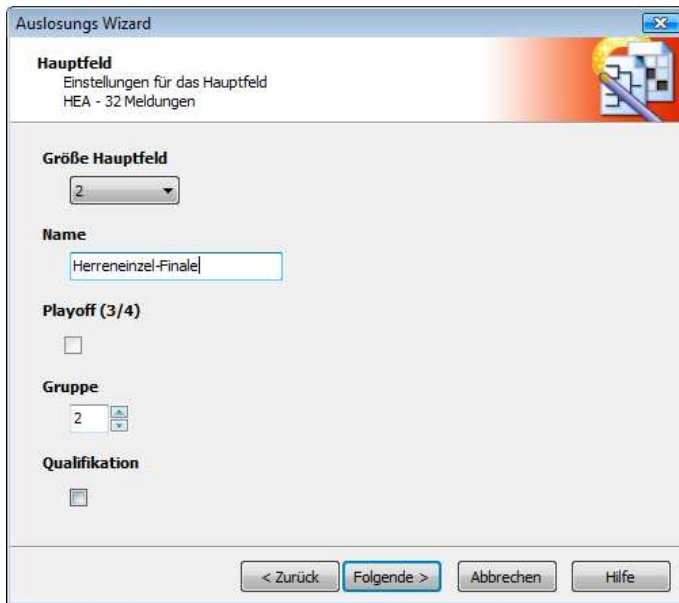 Auslosungs Wizard
Hauptfeld
Einstellungen für das Hauptfeld
HEA - 32 Meldungen
Größe Hauptfeld
2
Name
Herreneinzel-Finale
Playoff (3/4)
Gruppe
2
Qualifikation
< Zurück Folgende > Abbrechen Hilfe